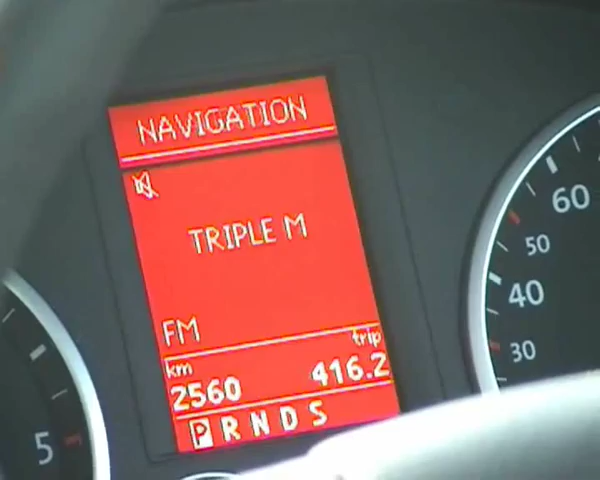 NAVIGATION
TRIPLE M
FM
km trip
2560 416.2
P R N D S
60
50
40
30
5